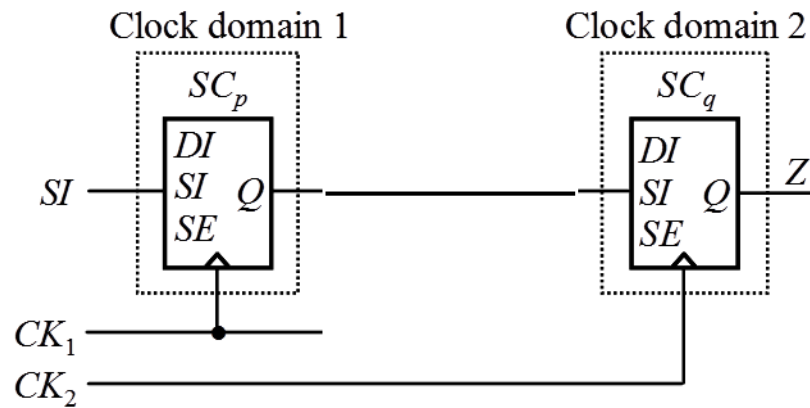 Clock domain 1
Clock domain 2
SCp
SCq
DI
SI
SI
Q
SE
DI
SI
Q
Z
SE
CK1
CK2